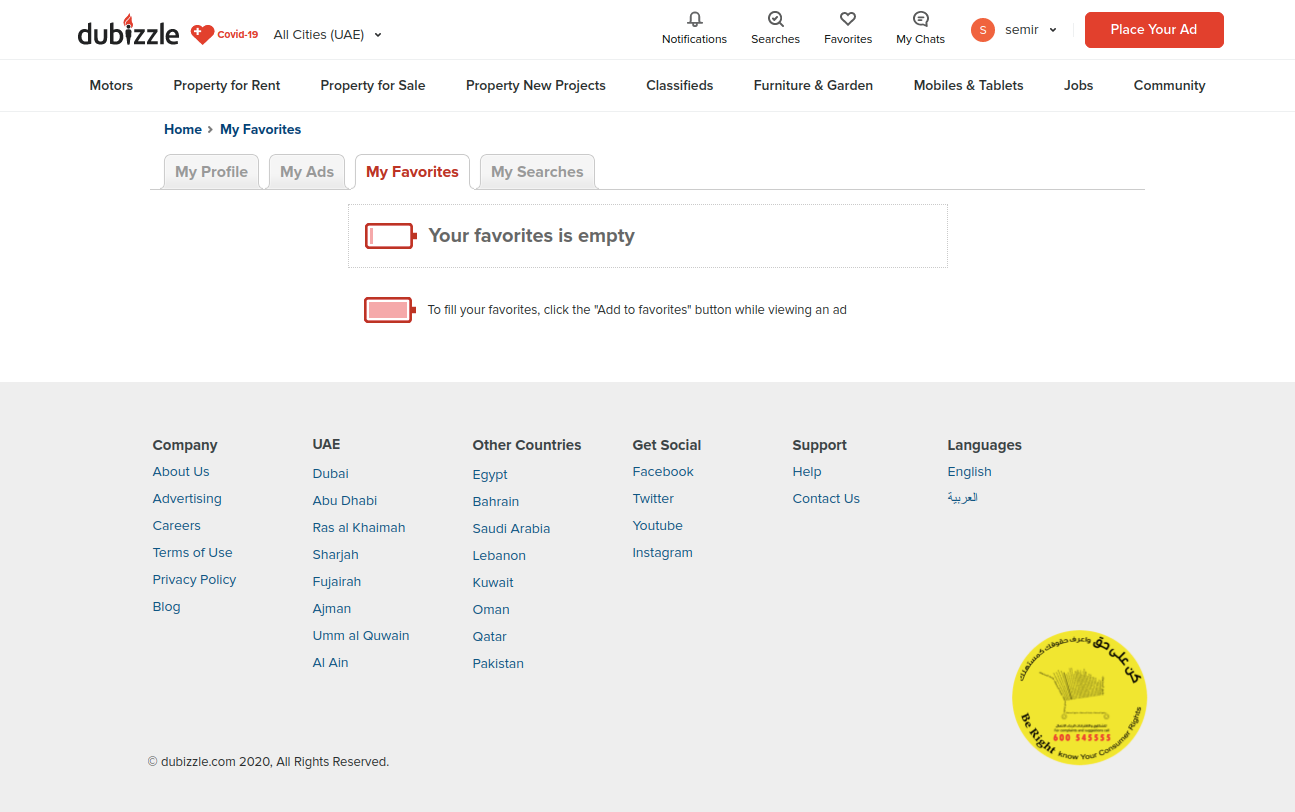 dubizzle
Covid-19
All Cities (UAE)
Notifications
Searches
Favorites
My Chats
S
semir
Place Your Ad
Motors
Property for Rent
Property for Sale
Property New Projects
Classifieds
Furniture & Garden
Mobiles & Tablets
Jobs
Community
Home > My Favorites
My Profile
My Ads
My Favorites
My Searches
Your favorites is empty
To fill your favorites, click the "Add to favorites" button while viewing an ad
Company
About Us
Advertising
Careers
Terms of Use
Privacy Policy
Blog
UAE
Dubai
Abu Dhabi
Ras al Khaimah
Sharjah
Fujairah
Ajman
Umm al Quwain
Al Ain
Other Countries
Egypt
Bahrain
Saudi Arabia
Lebanon
Kuwait
Oman
Qatar
Pakistan
Get Social
Facebook
Twitter
Youtube
Instagram
Support
Help
Contact Us
Languages
English
العربية
كن على حق واعرف حقوقك كمستهلك
For complaints and suggestions call
600 545555
Be Right know Your Consumer Rights
© dubizzle.com 2020, All Rights Reserved.